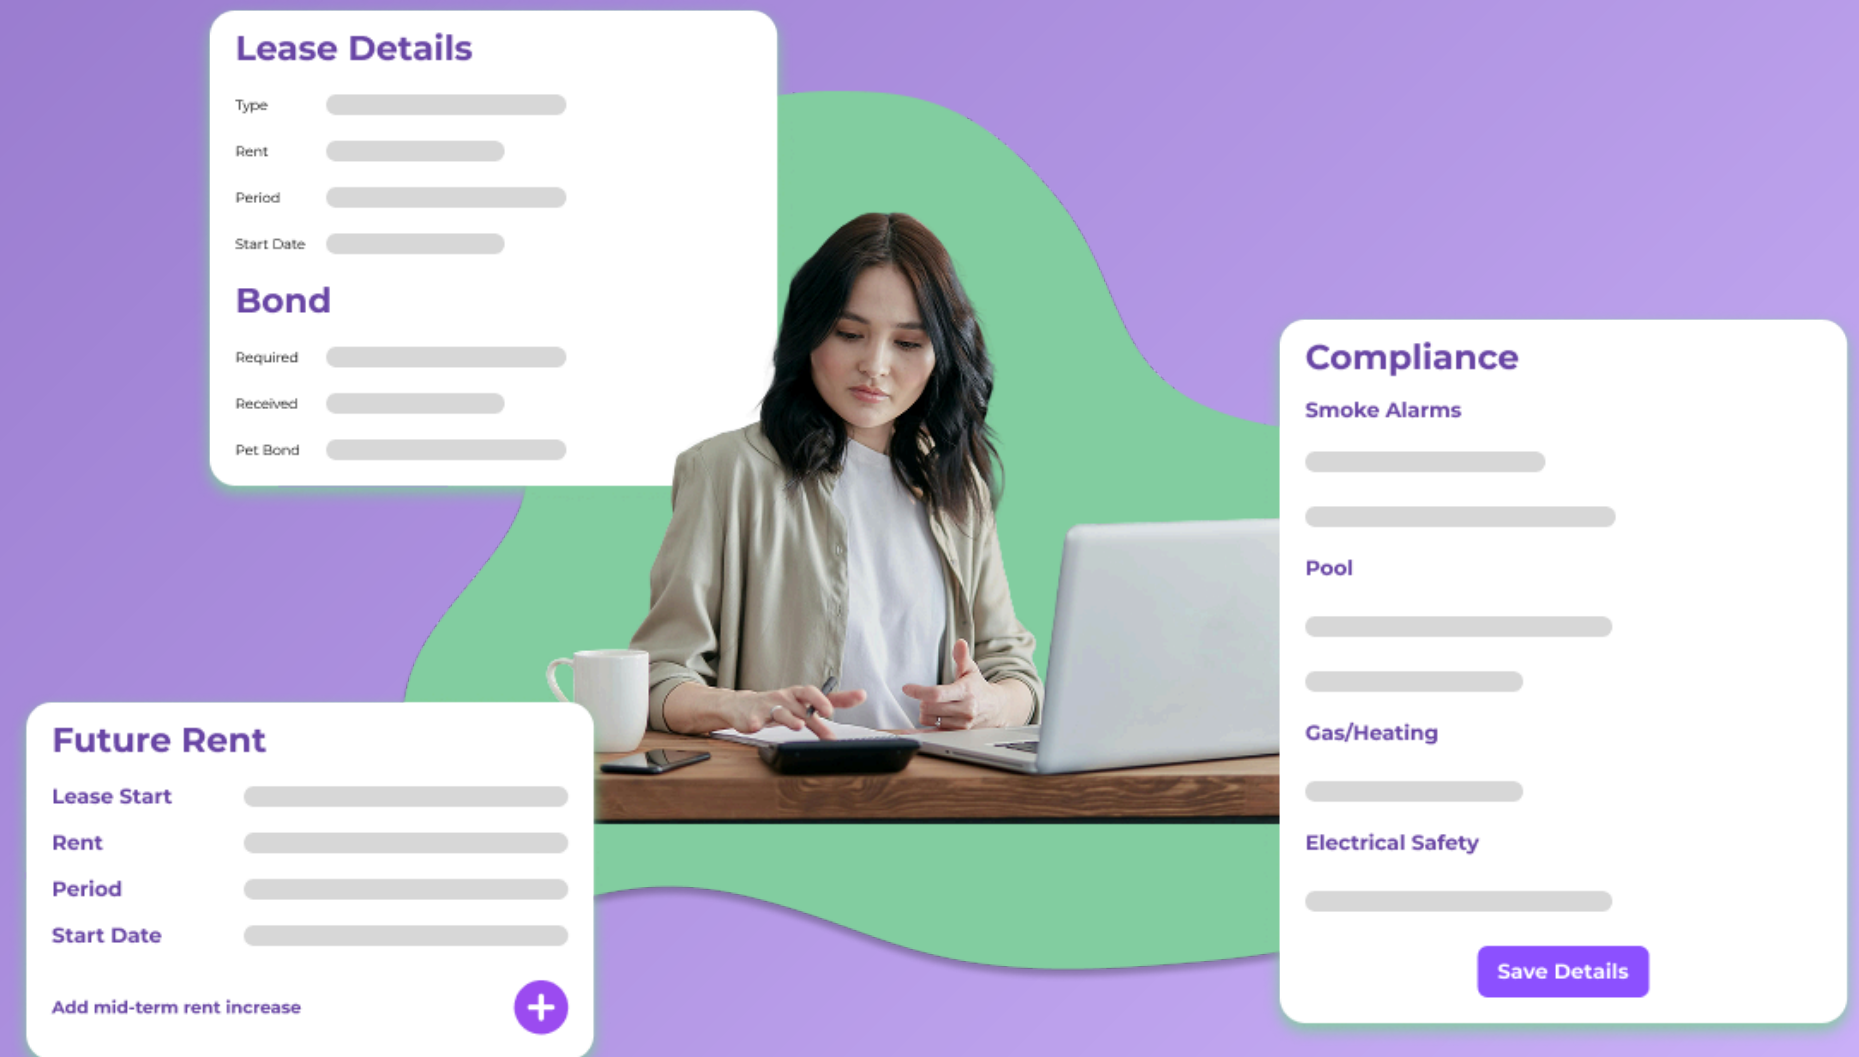 Lease Details
Type
Rent
Period
Start Date
Bond
Required
Received
Pet Bond
Future Rent
Lease Start
Rent
Period
Start Date
Add mid-term rent increase
Compliance
Smoke Alarms
Pool
Gas/Heating
Electrical Safety
Save Details